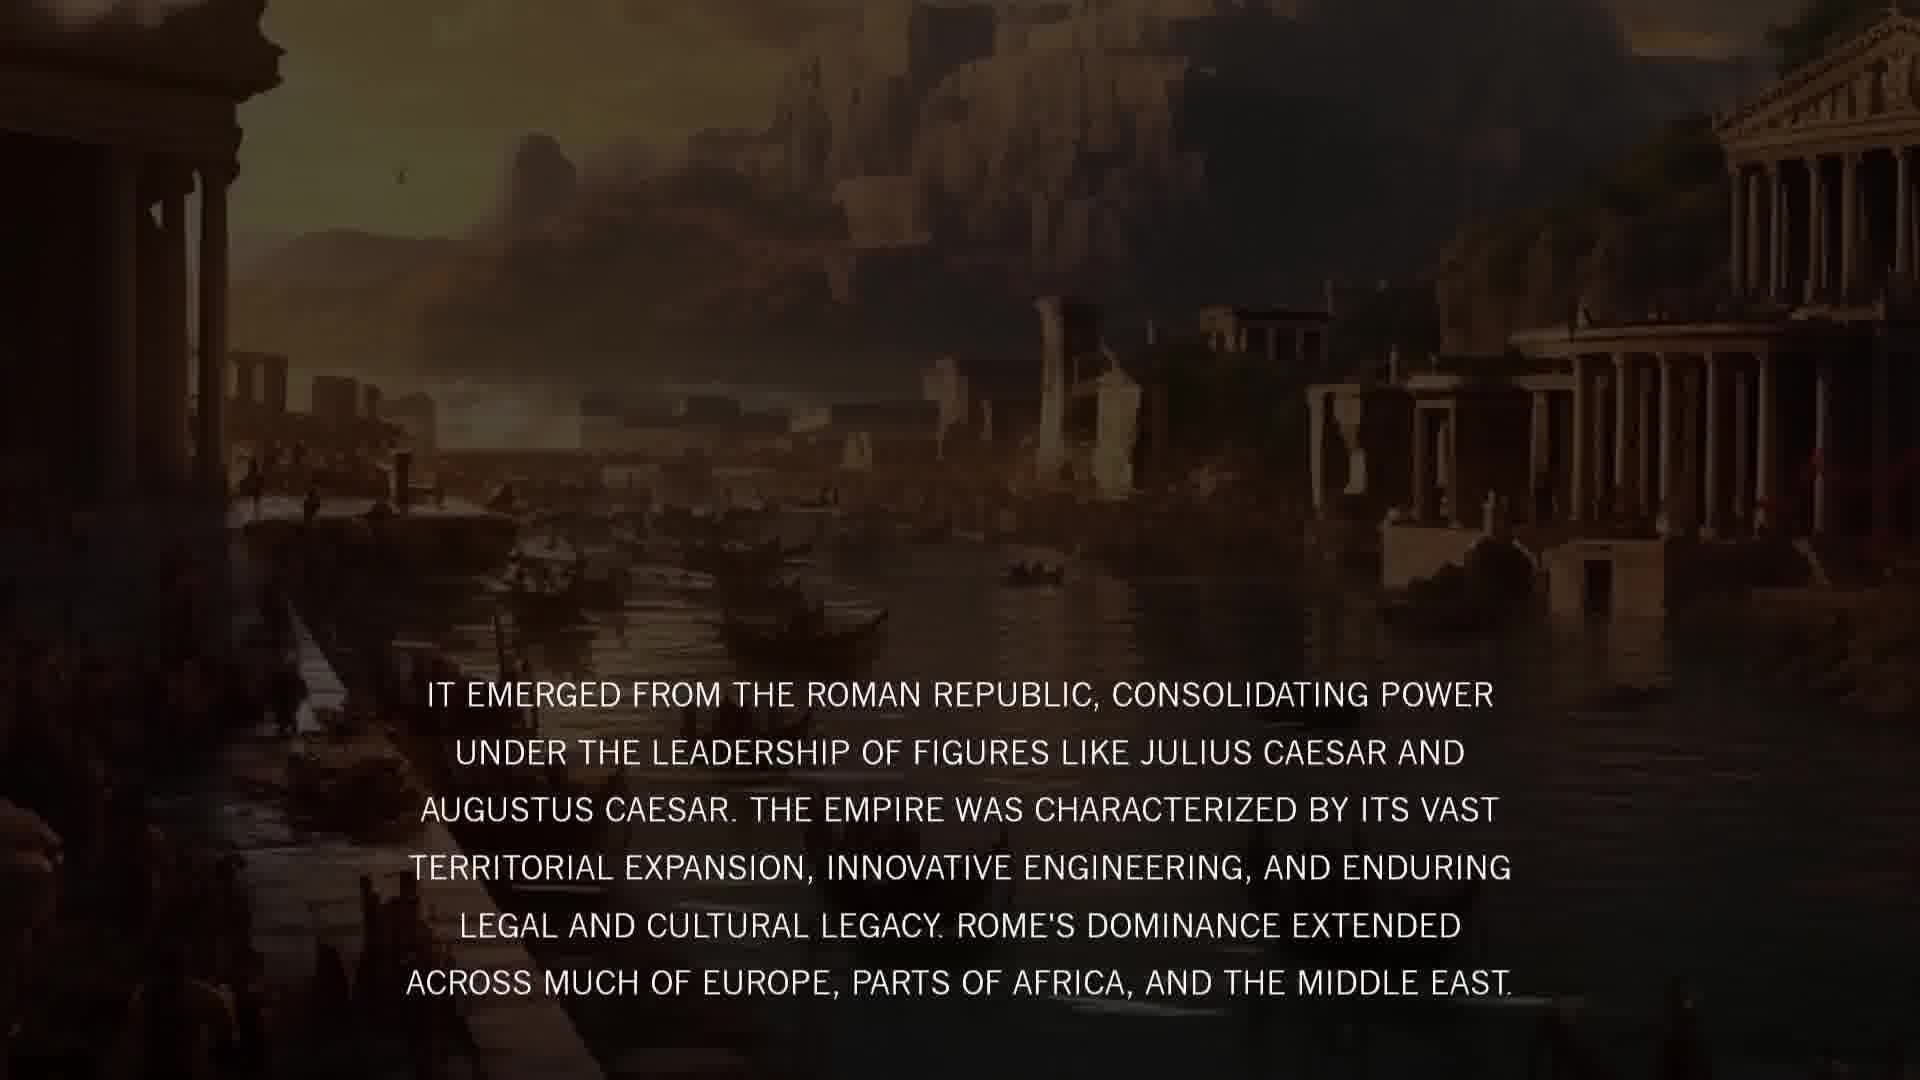 IT EMERGED FROM THE ROMAN REPUBLIC, CONSOLIDATING POWER
UNDER THE LEADERSHIP OF FIGURES LIKE JULIUS CAESAR AND
AUGUSTUS CAESAR. THE EMPIRE WAS CHARACTERIZED BY ITS VAST
TERRITORIAL EXPANSION, INNOVATIVE ENGINEERING, AND ENDURING
LEGAL AND CULTURAL LEGACY. ROME'S DOMINANCE EXTENDED
ACROSS MUCH OF EUROPE, PARTS OF AFRICA, AND THE MIDDLE EAST.